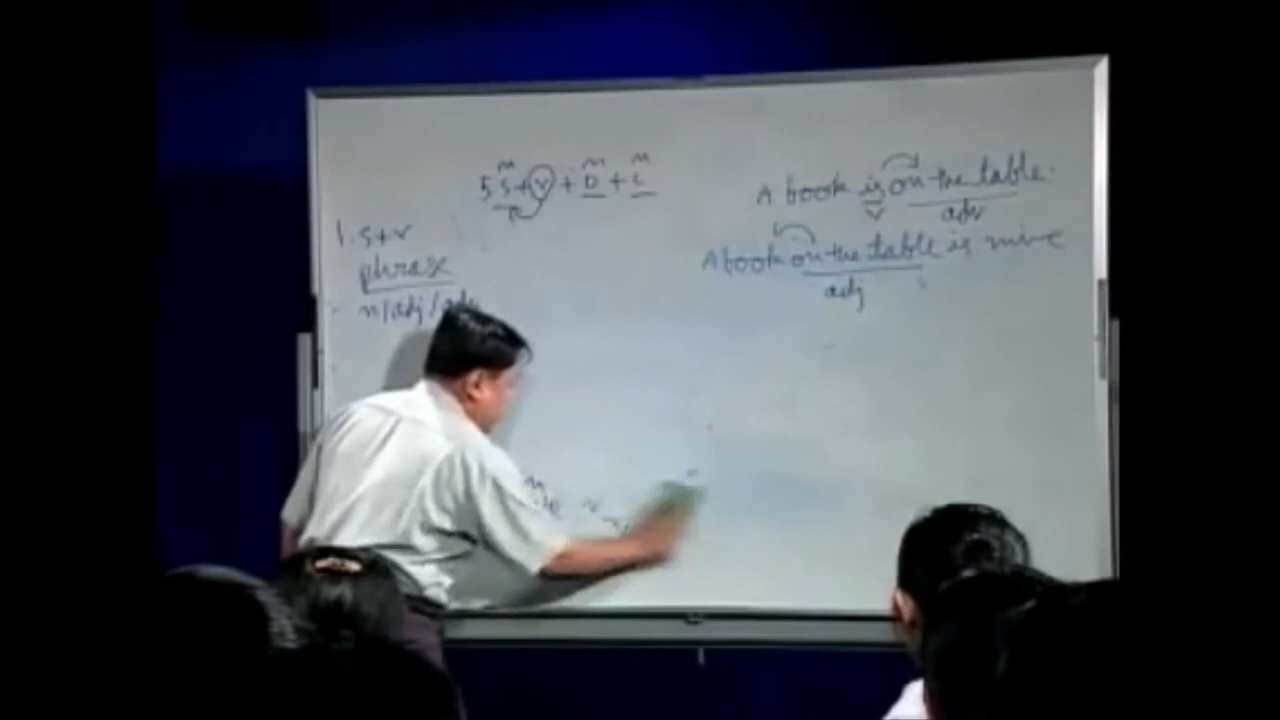 5 S+V+O+C
1. S+V
phrase
n/adj/adv
A book is on the table.
V adv
A book on the table is mine
adj